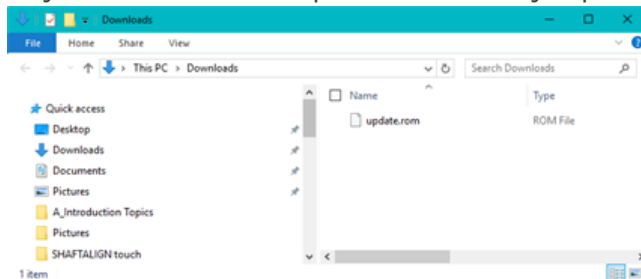 Downloads
File Home Share View
This PC > Downloads
Search Downloads
Name Type
Quick access
Desktop
update.rom ROM File
Downloads
Documents
Pictures
A_Introduction Topics
Pictures
SHAFTALIGN touch
1 item